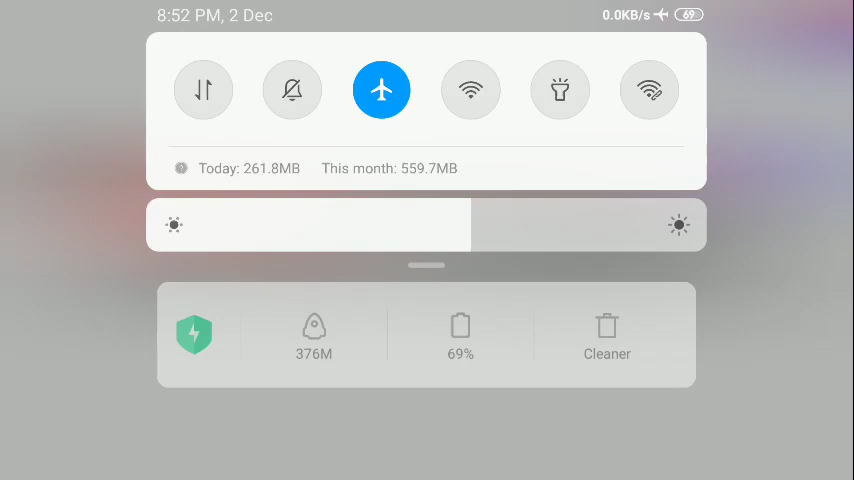 8:52 PM, 2 Dec 0.0KB/s 69
Today: 261.8MB This month: 559.7MB
376M 69% Cleaner